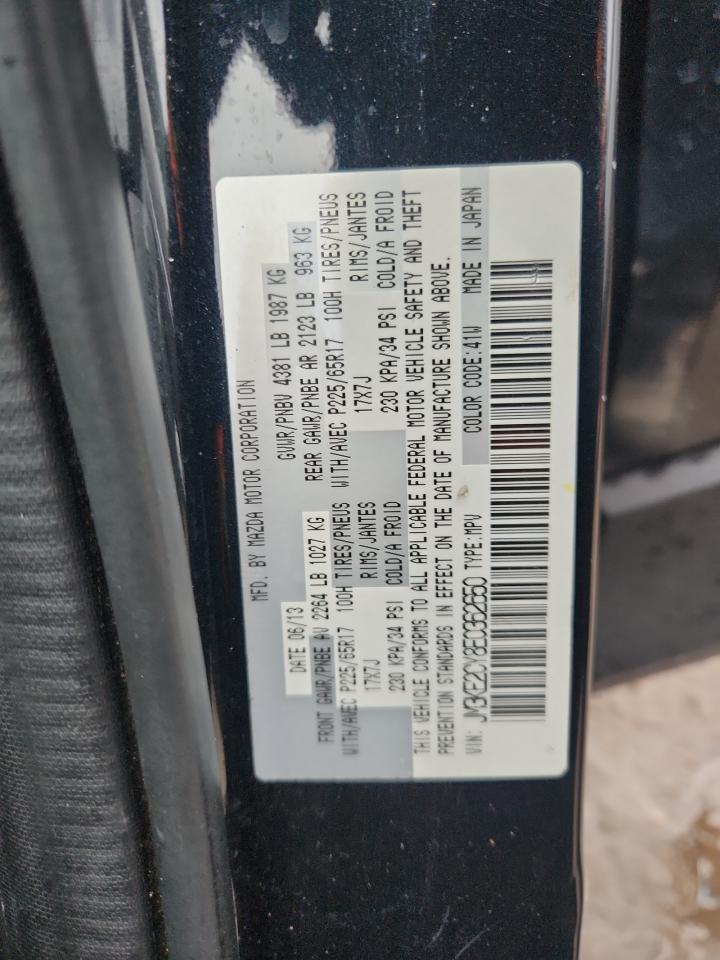 MFD. BY MAZDA MOTOR CORPORATION
DATE 06/13 GVWR/PNBV 4381 LB 1987 KG
FRONT GAWR/PNBE AV 2264 LB 1027 KG REAR GAWR/PNBE AR 2123 LB 963 KG
WITH/AVEC P225/65R17 100H TIRES/PNEUS WITH/AVEC P225/65R17 100H TIRES/PNEUS
17X7J RIMS/JANTES 17X7J RIMS/JANTES
230 KPA/34 PSI COLD/A FROID 230 KPA/34 PSI COLD/A FROID
THIS VEHICLE CONFORMS TO ALL APPLICABLE FEDERAL MOTOR VEHICLE SAFETY AND THEFT
PREVENTION STANDARDS IN EFFECT ON THE DATE OF MANUFACTURE SHOWN ABOVE.
VIN: JM3KE2CY8E0362650 TYPE:MPV COLOR CODE:41W MADE IN JAPAN